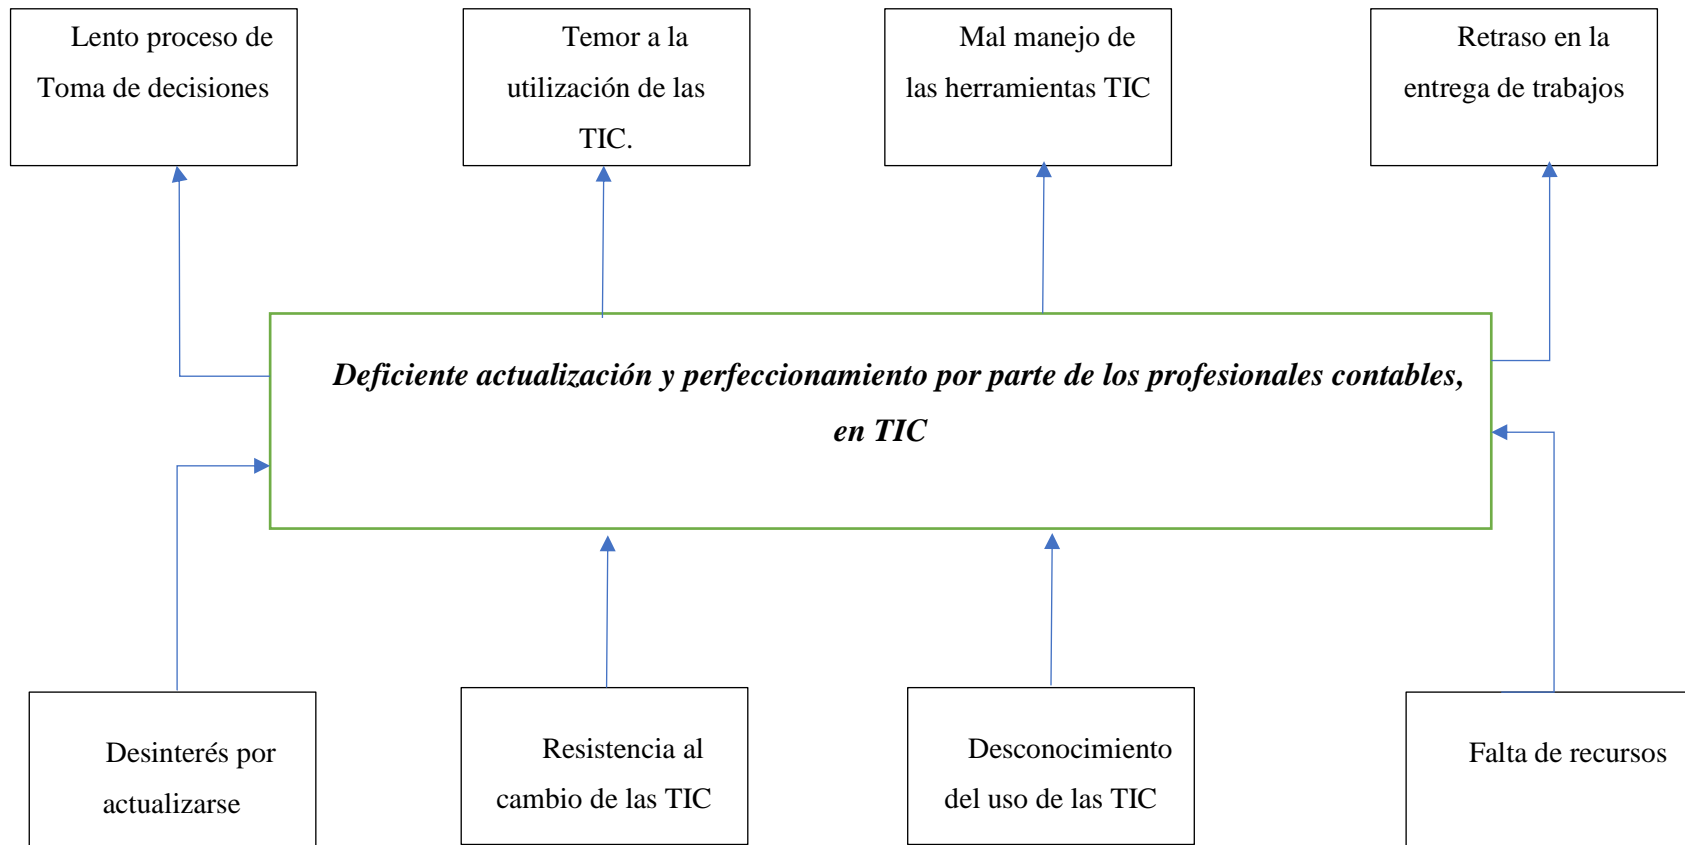 Lento proceso de
Toma de decisiones
Temor a la
utilización de las
TIC.
Mal manejo de
las herramientas TIC
Retraso en la
entrega de trabajos
Deficiente actualización y perfeccionamiento por parte de los profesionales contables,
en TIC
Desinterés por
actualizarse
Resistencia al
cambio de las TIC
Desconocimiento
del uso de las TIC
Falta de recursos